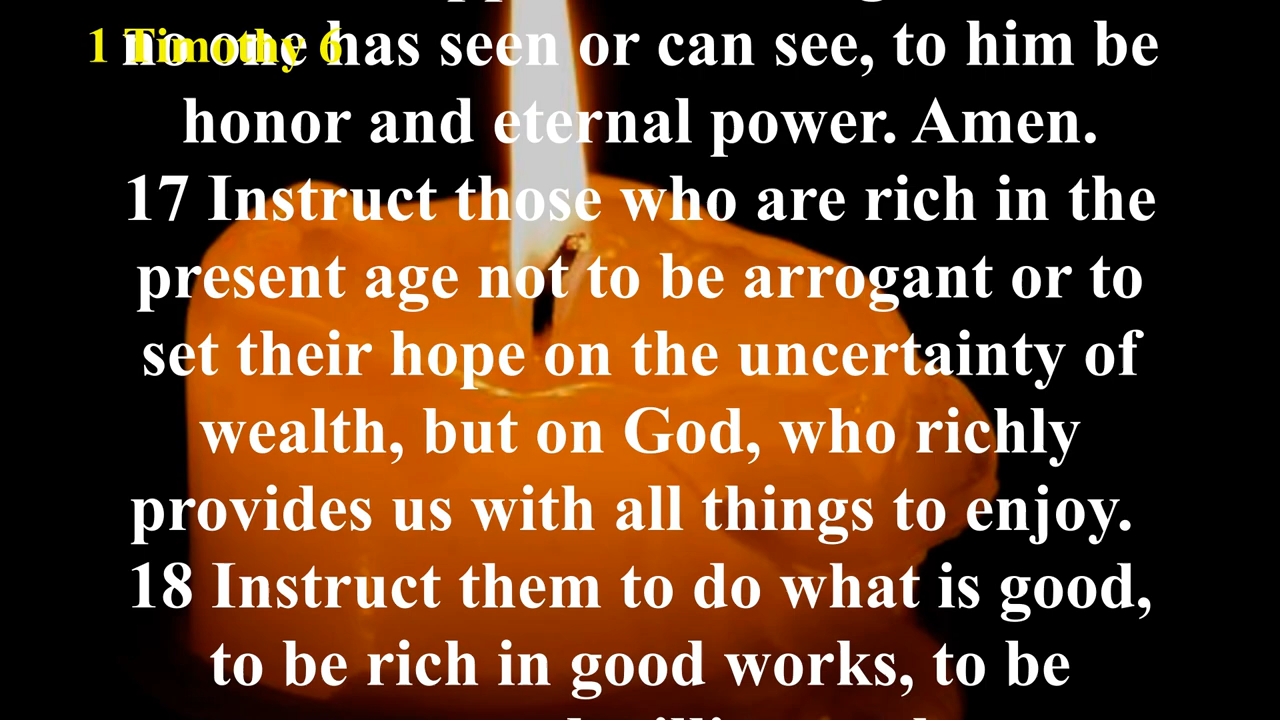 1 Timothy 6
no one has seen or can see, to him be
honor and eternal power. Amen.
17 Instruct those who are rich in the
present age not to be arrogant or to
set their hope on the uncertainty of
wealth, but on God, who richly
provides us with all things to enjoy.
18 Instruct them to do what is good,
to be rich in good works, to be